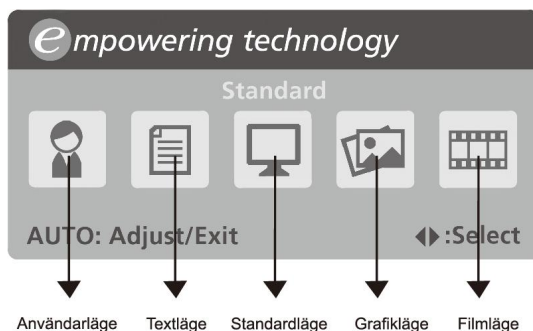 empowering technology
Standard
AUTO: Adjust/Exit ◀▶:Select
Användarläge Textläge Standardläge Grafikläge Filmläge